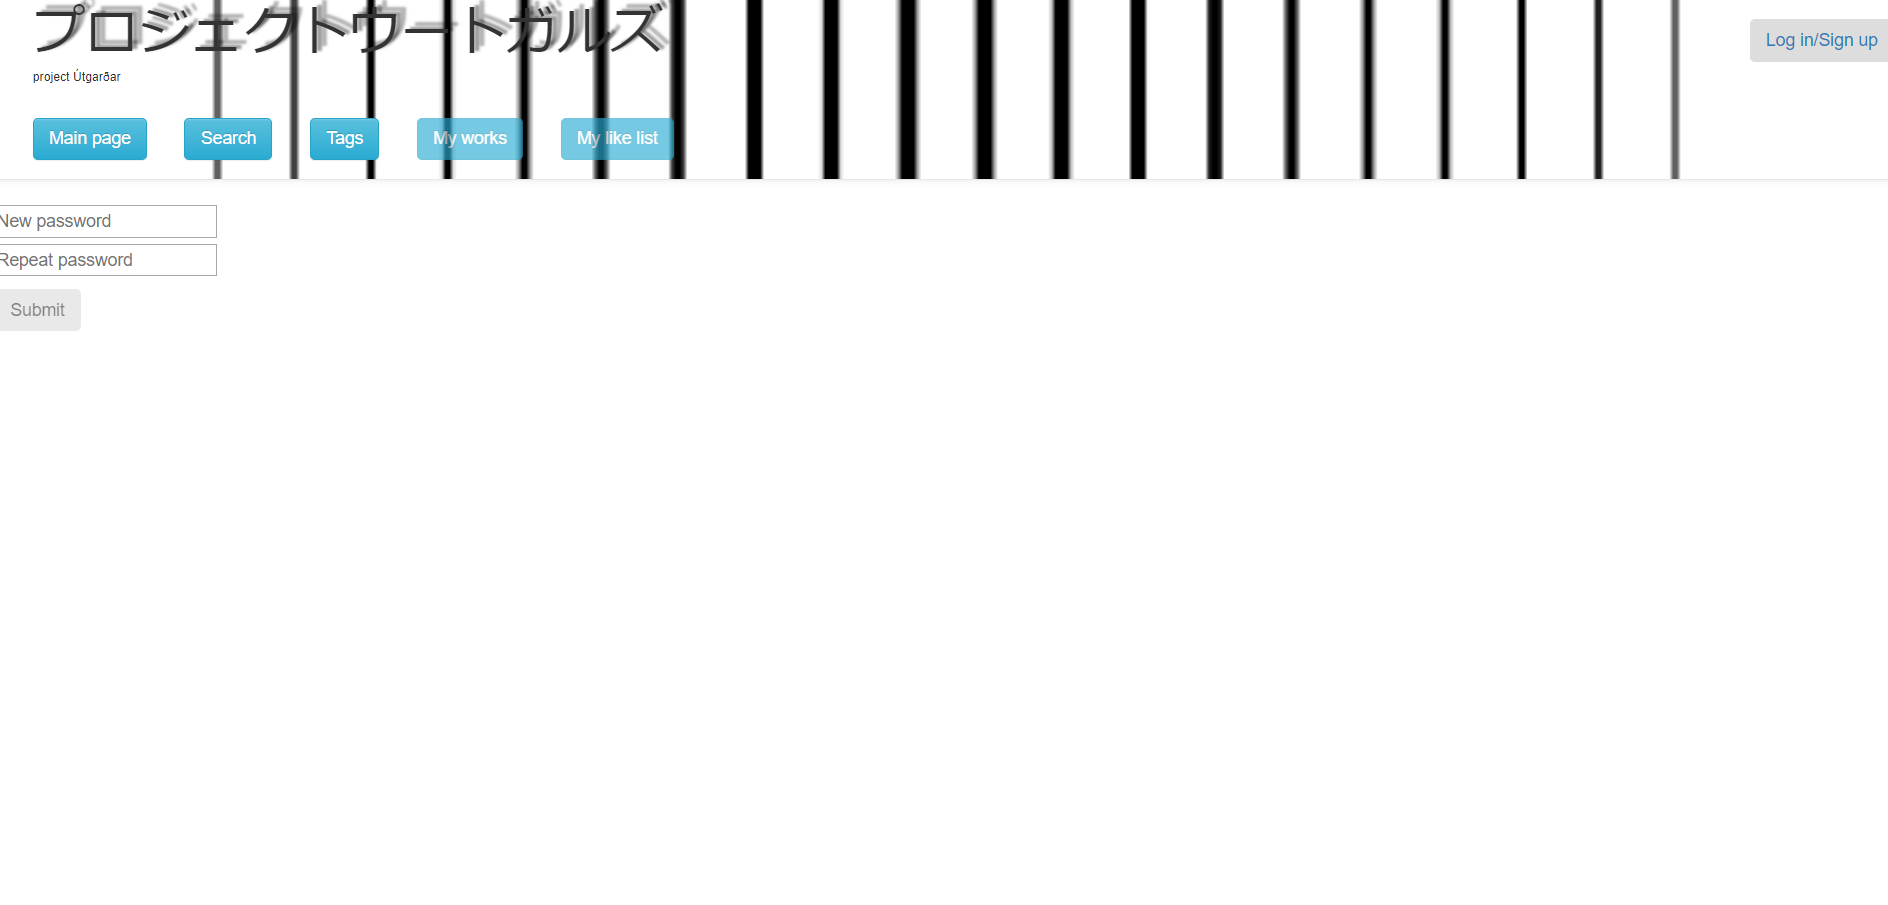 プロジェクトウートガルズ
Log in/Sign up
project Útgarðar
Main page Search Tags My works My like list
New password
Repeat password
Submit